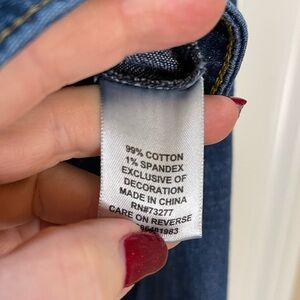 99% COTTON
1% SPANDEX
EXCLUSIVE OF
DECORATION
MADE IN CHINA
RN#73277
CARE ON REVERSE